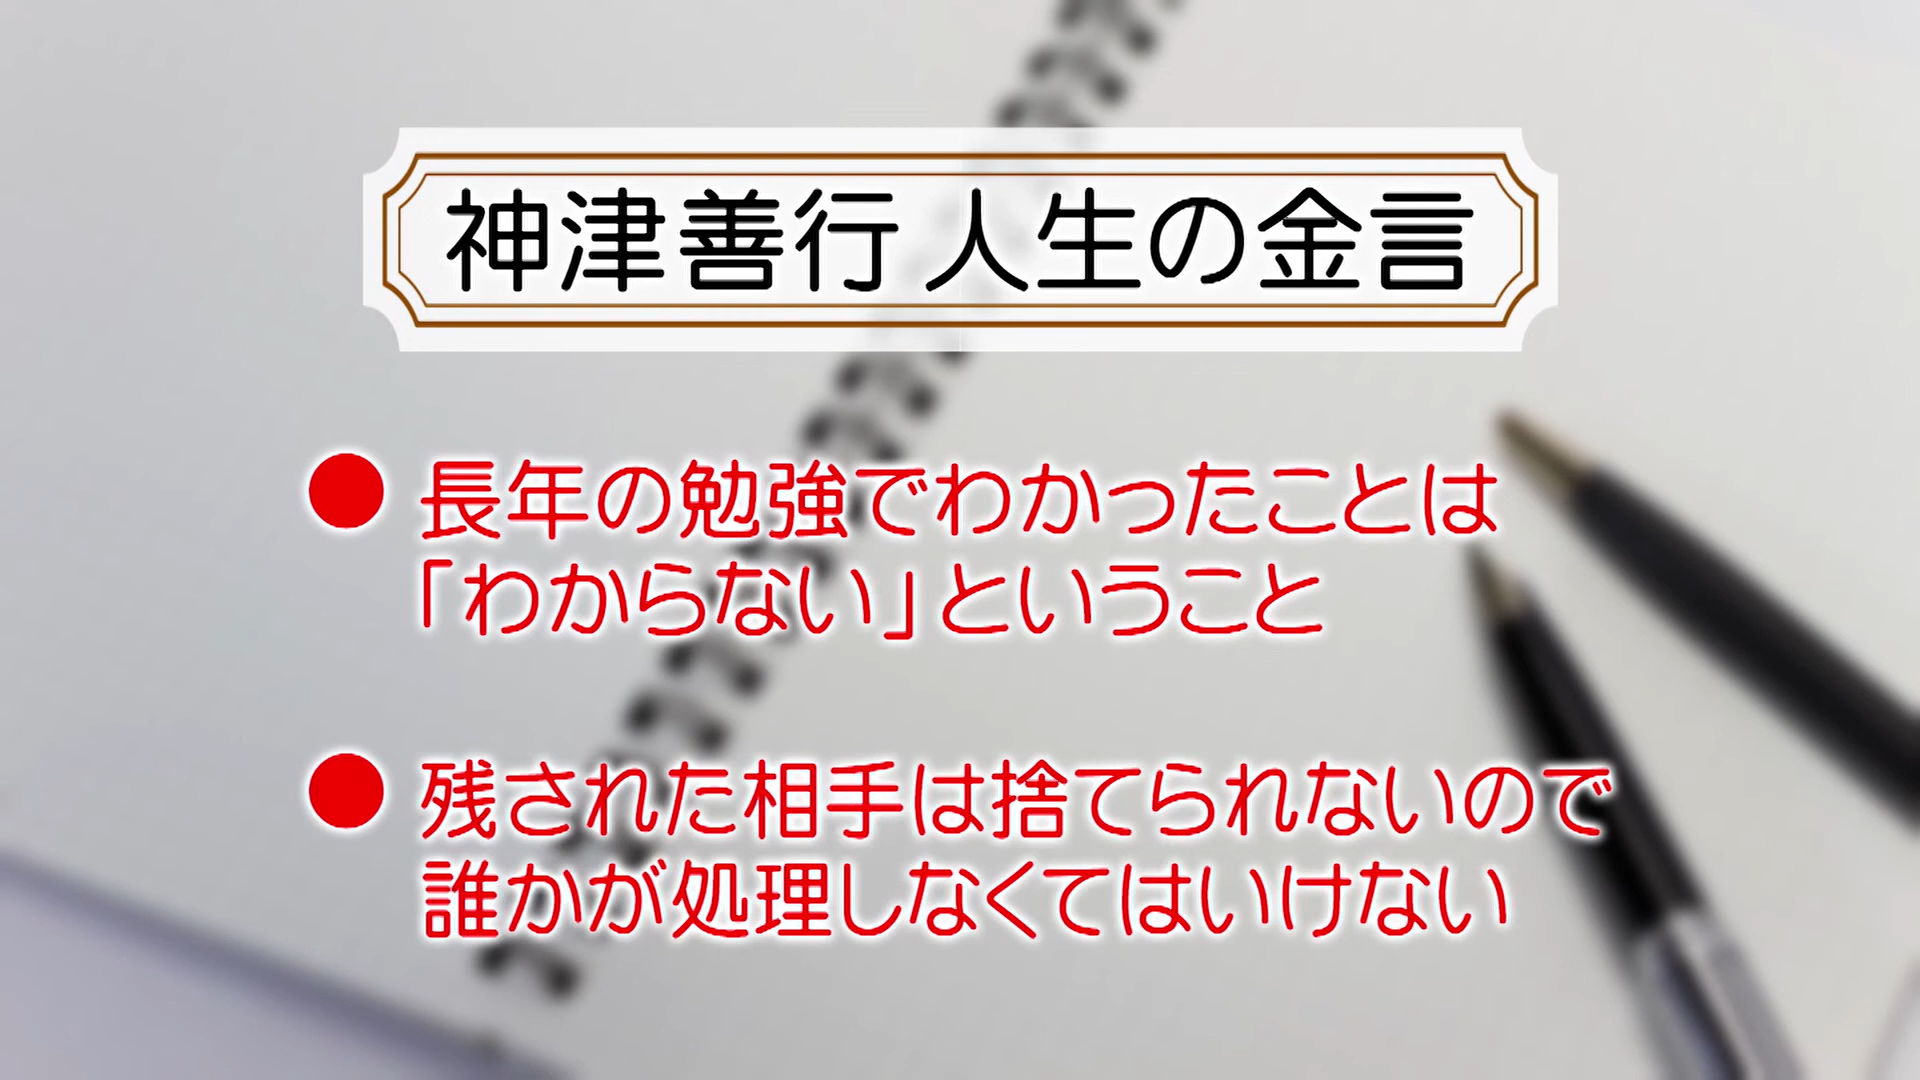 神津善行 人生の金言
● 長年の勉強でわかったことは
「わからない」ということ
● 残された相手は捨てられないので
誰かが処理しなくてはいけない